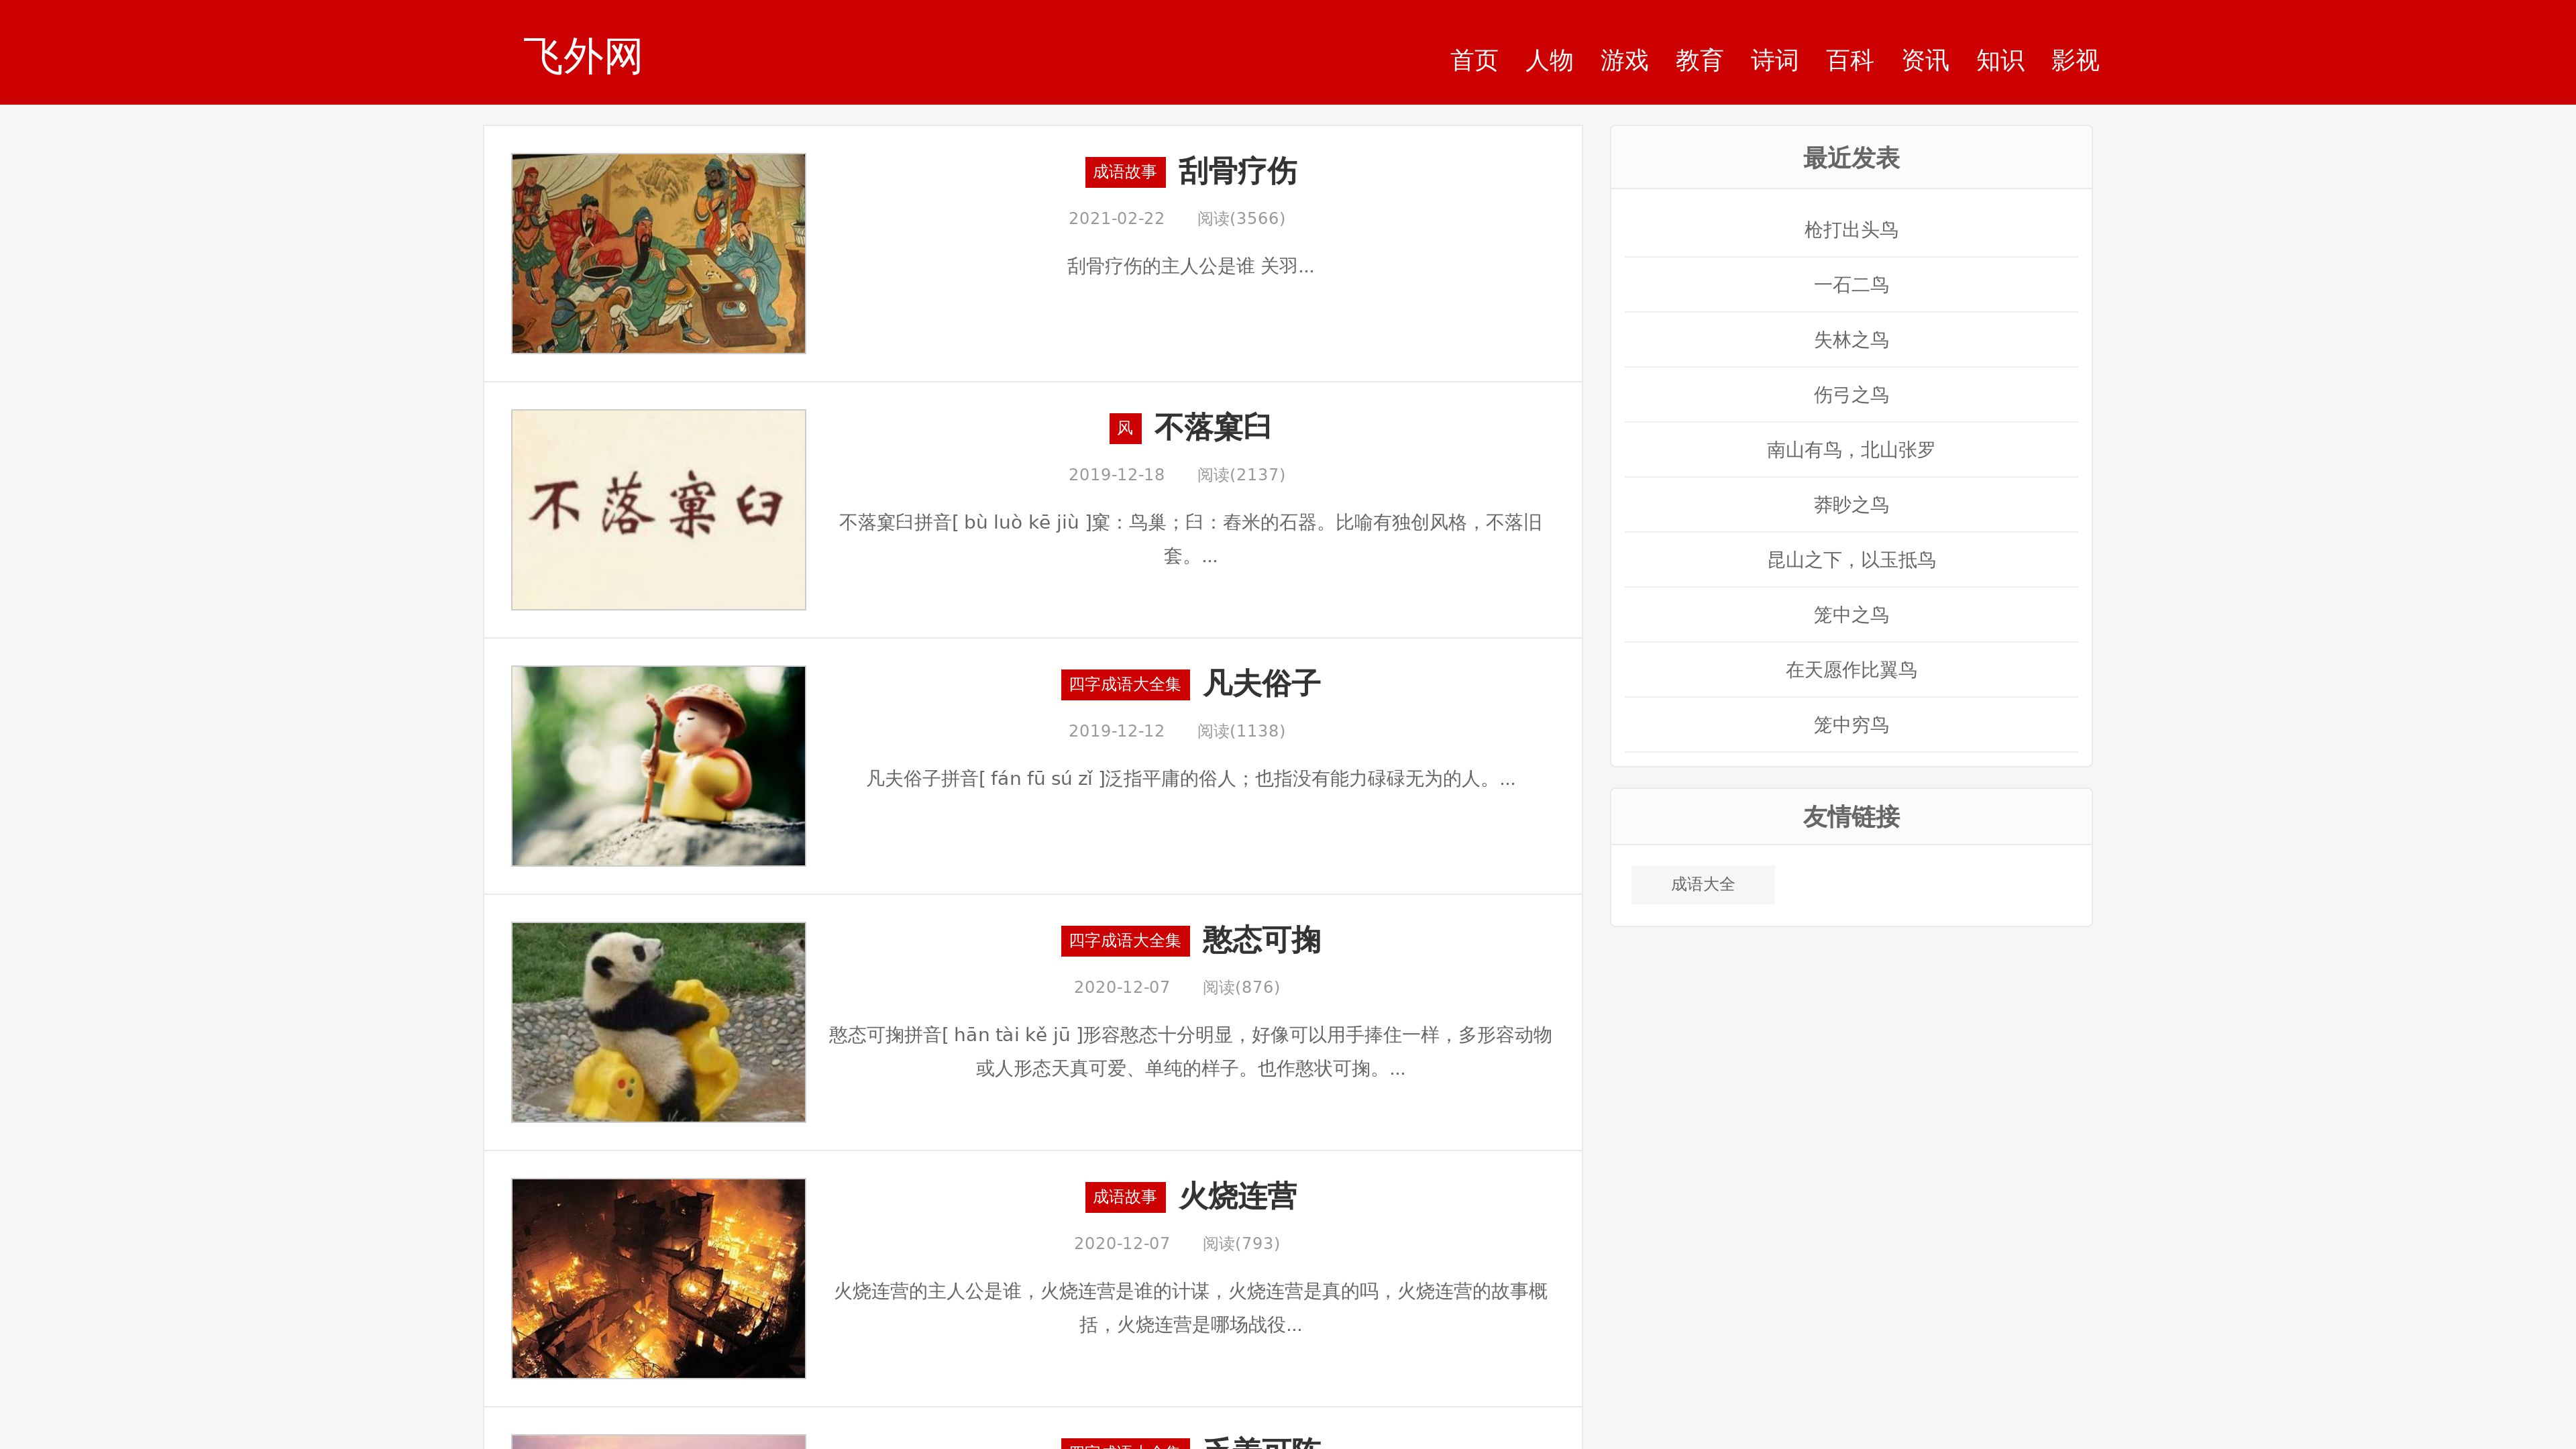 飞外网
首页 人物 游戏 教育 诗词 百科 资讯 知识 影视
成语故事 刮骨疗伤
2021-02-22 阅读(3566)
刮骨疗伤的主人公是谁 关羽...
不落窠臼
风 不落窠臼
2019-12-18 阅读(2137)
不落窠臼拼音[ bù luò kē jiù ]窠：鸟巢；臼：舂米的石器。比喻有独创风格，不落旧
套。...
四字成语大全集 凡夫俗子
2019-12-12 阅读(1138)
凡夫俗子拼音[ fán fū sú zǐ ]泛指平庸的俗人；也指没有能力碌碌无为的人。...
四字成语大全集 憨态可掬
2020-12-07 阅读(876)
憨态可掬拼音[ hān tài kě jū ]形容憨态十分明显，好像可以用手捧住一样，多形容动物
或人形态天真可爱、单纯的样子。也作憨状可掬。...
成语故事 火烧连营
2020-12-07 阅读(793)
火烧连营的主人公是谁，火烧连营是谁的计谋，火烧连营是真的吗，火烧连营的故事概
括，火烧连营是哪场战役...
最近发表
枪打出头鸟
一石二鸟
失林之鸟
伤弓之鸟
南山有鸟，北山张罗
莽眇之鸟
昆山之下，以玉抵鸟
笼中之鸟
在天愿作比翼鸟
笼中穷鸟
友情链接
成语大全